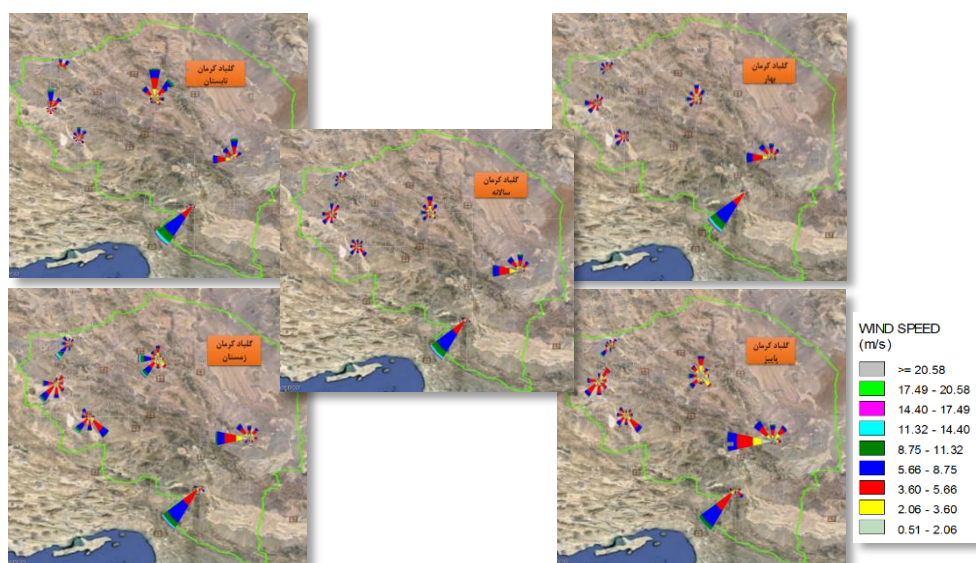 گلباد کرمان
تابستان
گلباد کرمان
بهار
گلباد کرمان
سالانه
گلباد کرمان
زمستان
گلباد کرمان
پاییز
WIND SPEED
(m/s)
>= 20.58
17.49 - 20.58
14.40 - 17.49
11.32 - 14.40
8.75 - 11.32
5.66 - 8.75
3.60 - 5.66
2.06 - 3.60
0.51 - 2.06